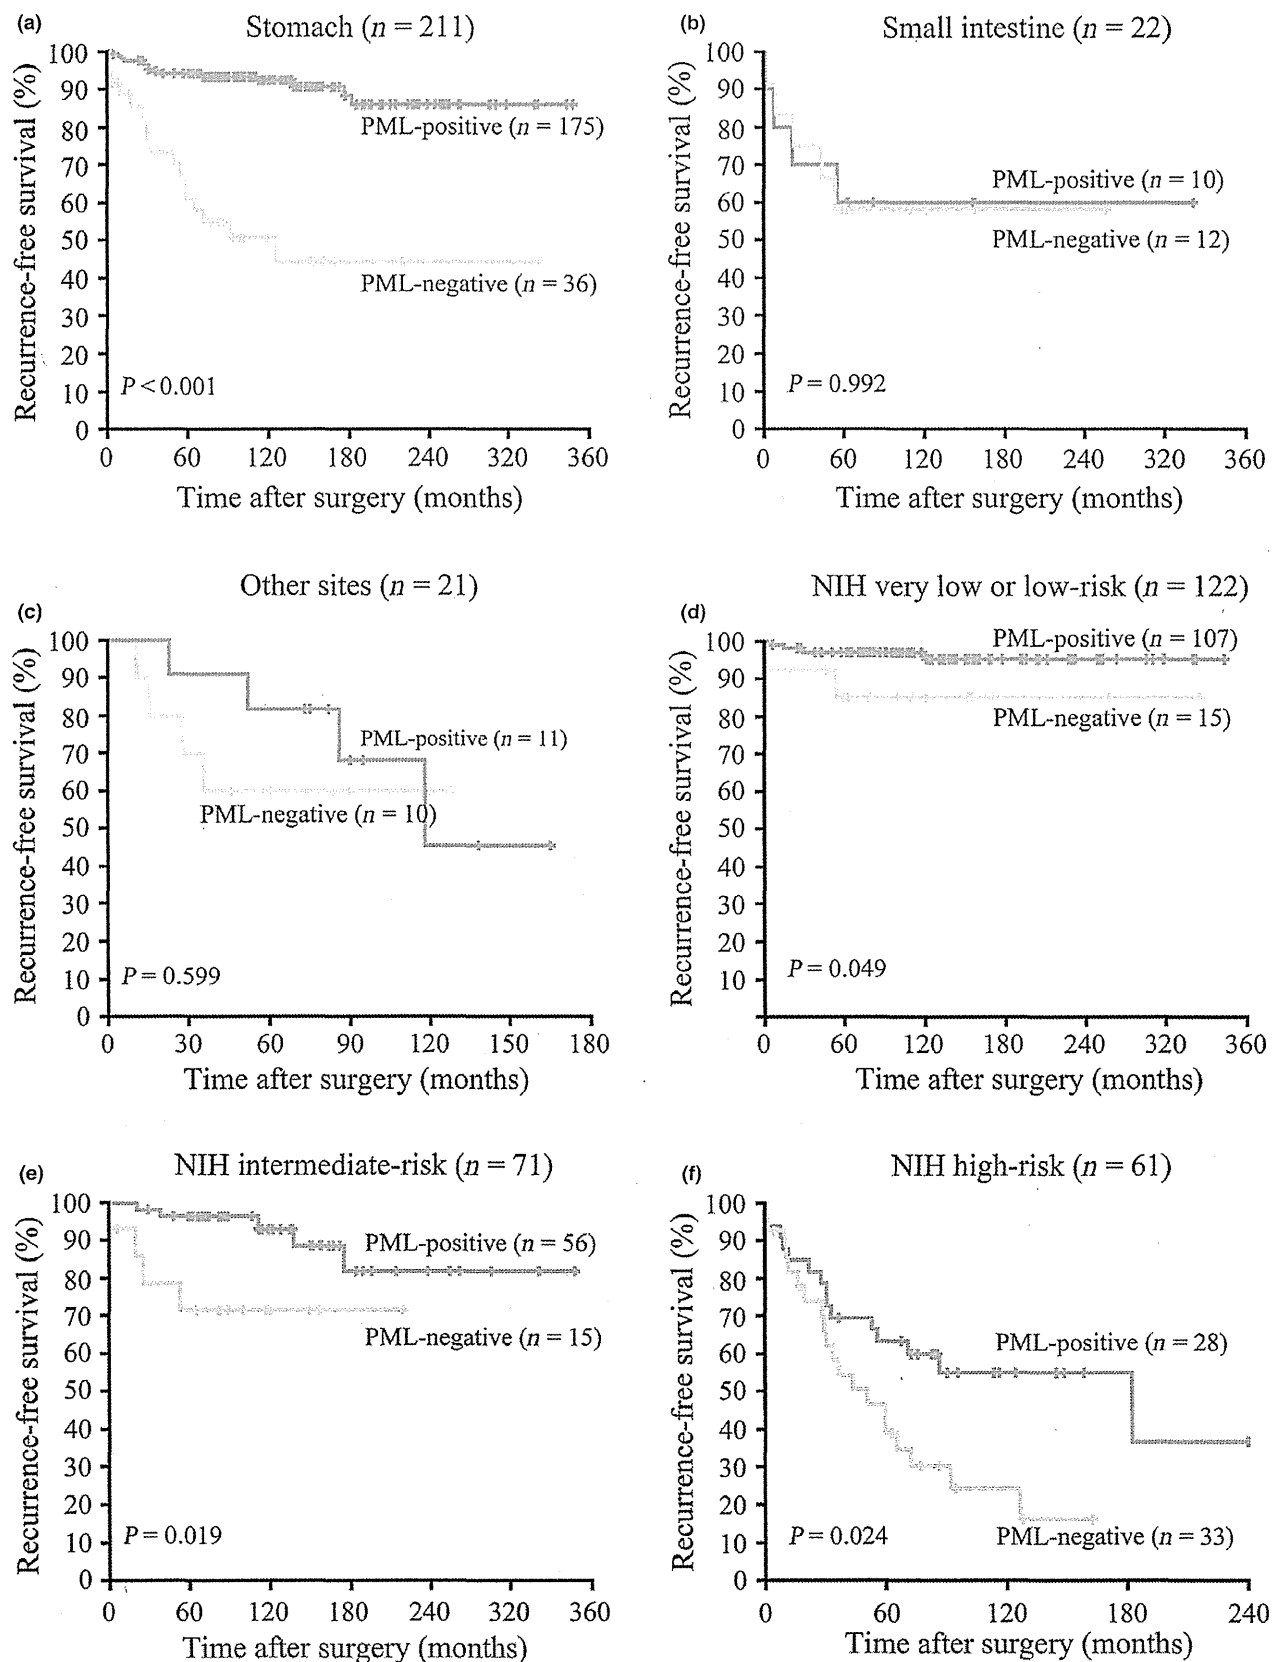 (a)
Stomach (n = 211)
Recurrence-free survival (%)
100
90
80
70
60
50
40
30
20
10
0
PML-positive (n = 175)
PML-negative (n = 36)
P < 0.001
0 60 120 180 240 320 360
Time after surgery (months)
(b)
Small intestine (n = 22)
Recurrence-free survival (%)
100
90
80
70
60
50
40
30
20
10
0
PML-positive (n = 10)
PML-negative (n = 12)
P = 0.992
0 60 120 180 240 320 360
Time after surgery (months)
(c)
Other sites (n = 21)
Recurrence-free survival (%)
100
90
80
70
60
50
40
30
20
10
0
PML-positive (n = 11)
PML-negative (n = 10)
P = 0.599
0 30 60 90 120 150 180
Time after surgery (months)
(d)
NIH very low or low-risk (n = 122)
Recurrence-free survival (%)
100
90
80
70
60
50
40
30
20
10
PML-positive (n = 107)
PML-negative (n = 15)
P = 0.049
0 60 120 180 240 320 360
Time after surgery (months)
(e)
NIH intermediate-risk (n = 71)
Recurrence-free survival (%)
100
90
80
70
60
50
40
30
20
10
0
PML-positive (n = 56)
PML-negative (n = 15)
P = 0.019
0 60 120 180 240 320 360
Time after surgery (months)
(f)
NIH high-risk (n = 61)
Recurrence-free survival (%)
100
90
80
70
60
50
40
30
20
10
0
PML-positive (n = 28)
PML-negative (n = 33)
P = 0.024
0 60 120 180 240
Time after surgery (months)